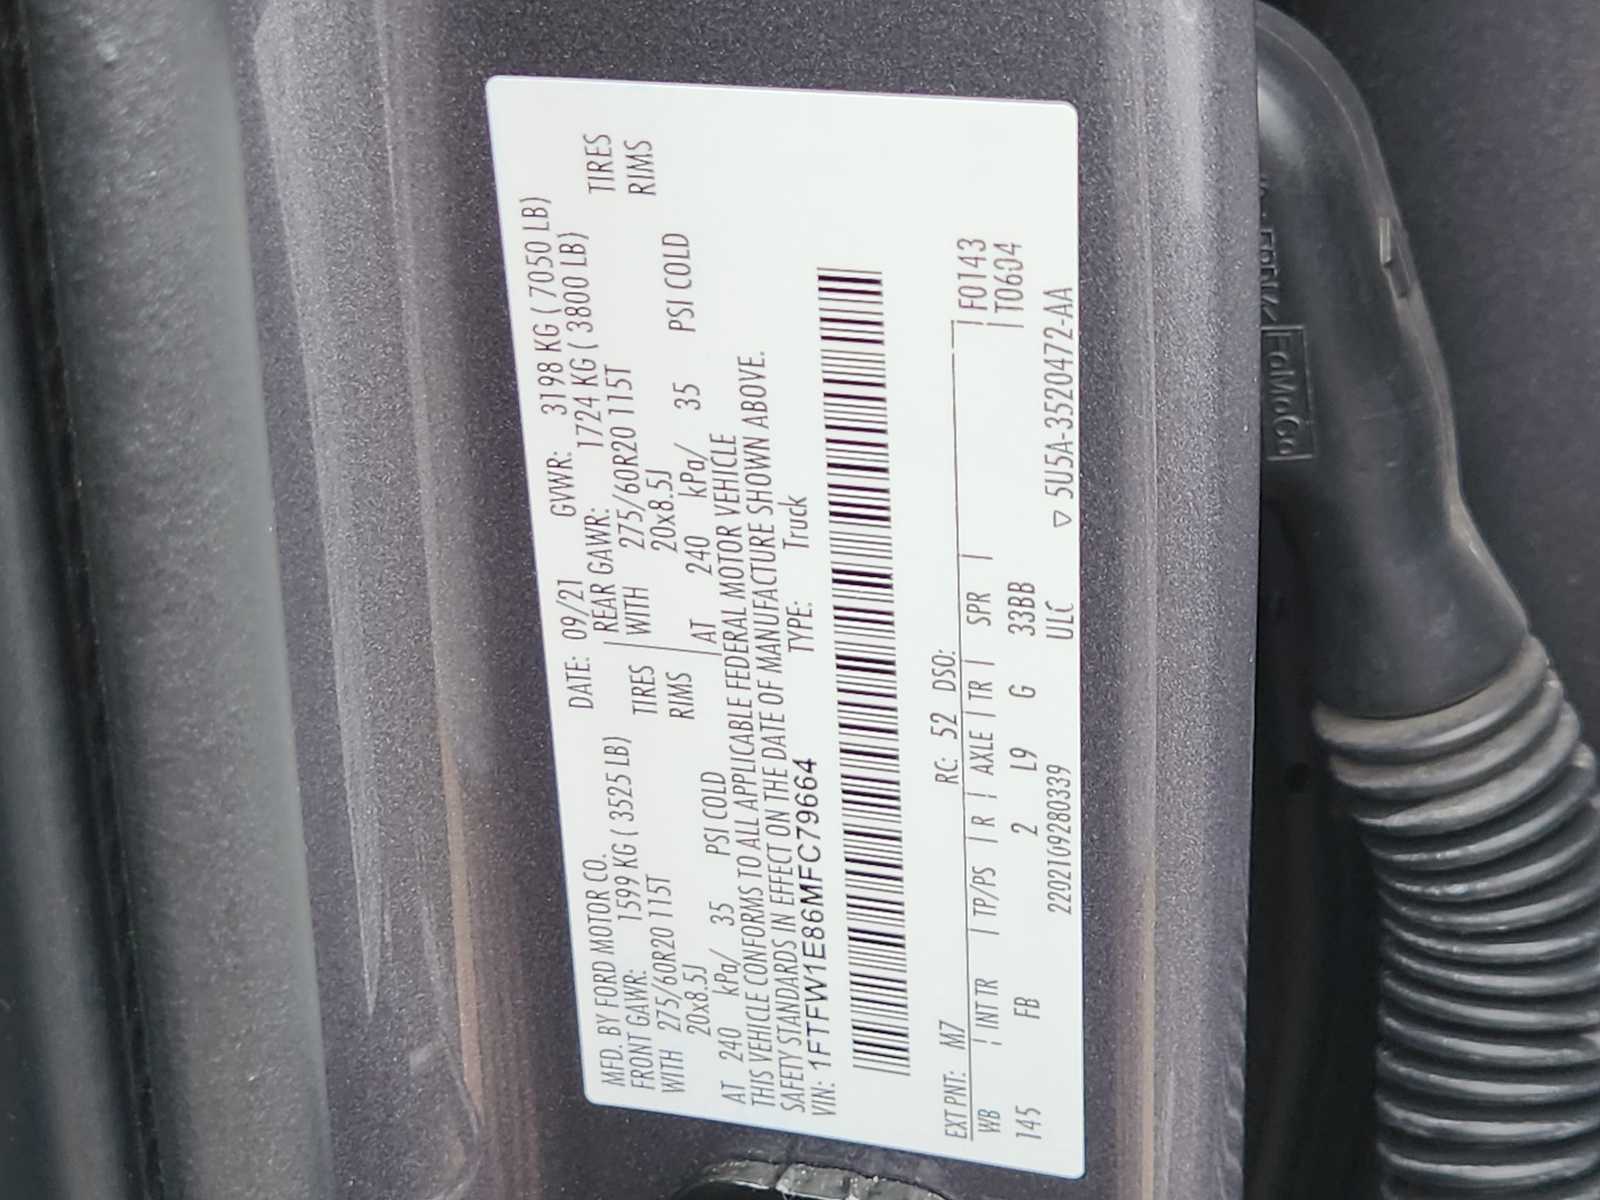 MFD. BY FORD MOTOR CO. DATE: 09/21 GVWR: 3198 KG ( 7050 LB)
FRONT GAWR: 1599 KG ( 3525 LB) REAR GAWR: 1724 KG ( 3800 LB)
WITH 275/60R20 115T TIRES WITH 275/60R20 115T TIRES
20x8.5J RIMS 20x8.5J RIMS
AT 240 kPa/ 35 PSI COLD AT 240 kPa/ 35 PSI COLD
THIS VEHICLE CONFORMS TO ALL APPLICABLE FEDERAL MOTOR VEHICLE
SAFETY STANDARDS IN EFFECT ON THE DATE OF MANUFACTURE SHOWN ABOVE.
VIN: 1FTFW1E86MFC79664 TYPE: Truck
EXT PNT: M7 RC: 52 DSO:
WB INT TR TP/PS R AXLE TR SPR F0143
145 FB 2 L9 G 33BB T0604
2202109280339 ULC ▽ 5U5A-3520472-AA
FoMoCo